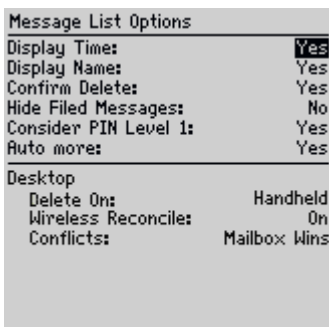 Message List Options
Display Time: Yes
Display Name: Yes
Confirm Delete: Yes
Hide Filed Messages: No
Consider PIN Level 1: Yes
Auto more: Yes
Desktop
Delete On: Handheld
Wireless Reconcile: On
Conflicts: Mailbox Wins